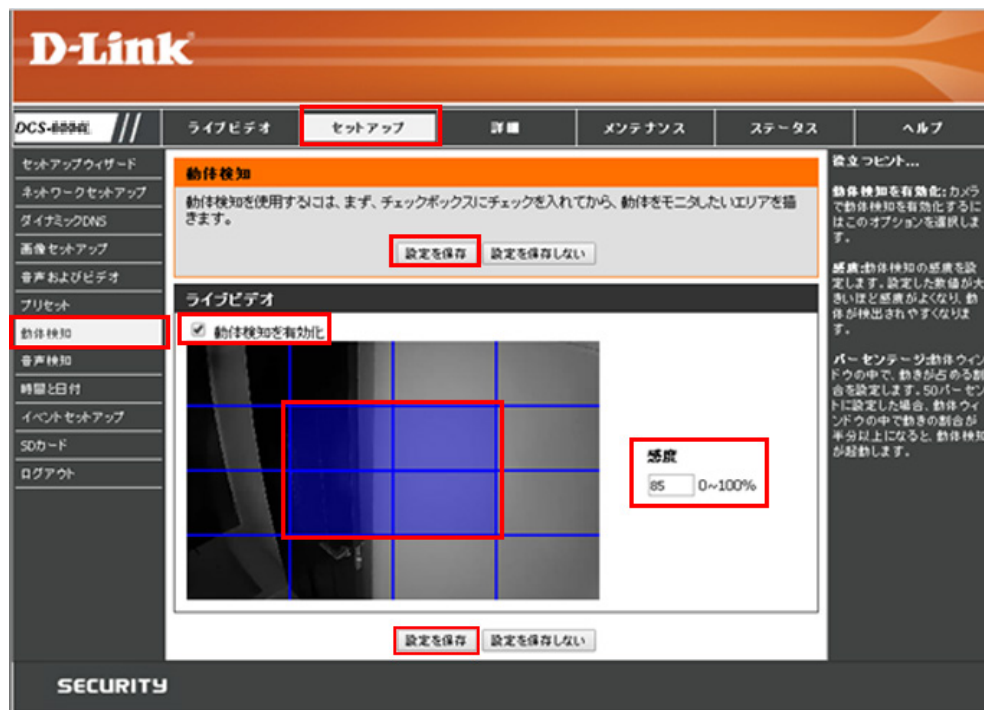 D-Link
DCS-
ライブビデオ
セットアップ
詳細
メンテナンス
ステータス
ヘルプ
セットアップウィザード
ネットワークセットアップ
ダイナミックDNS
画像セットアップ
音声およびビデオ
プリセット
動体検知
音声検知
時間と日付
イベントセットアップ
SDカード
ログアウト
動体検知
動体検知を使用するには、まず、チェックボックスにチェックを入れてから、動体をモニタしたいエリアを描
きます。
設定を保存 設定を保存しない
ライブビデオ
動体検知を有効化
感度
85 0~100%
設定を保存 設定を保存しない
役立つヒント...
動体検知を有効化:カメラ
で動体検知を有効化するに
はこのオプションを選択しま
す。
感度:動体検知の感度を設
定します。設定した数値が大
きいほど感度がよくなり、動
体が検出されやすくなりま
す。
パーセンテージ:動体ウィン
ドウの中で、動きが占める割
合を設定します。50パーセン
トに設定した場合、動体ウィ
ンドウの中で動きの割合が
半分以上になると、動体検知
が起動します。
SECURITY